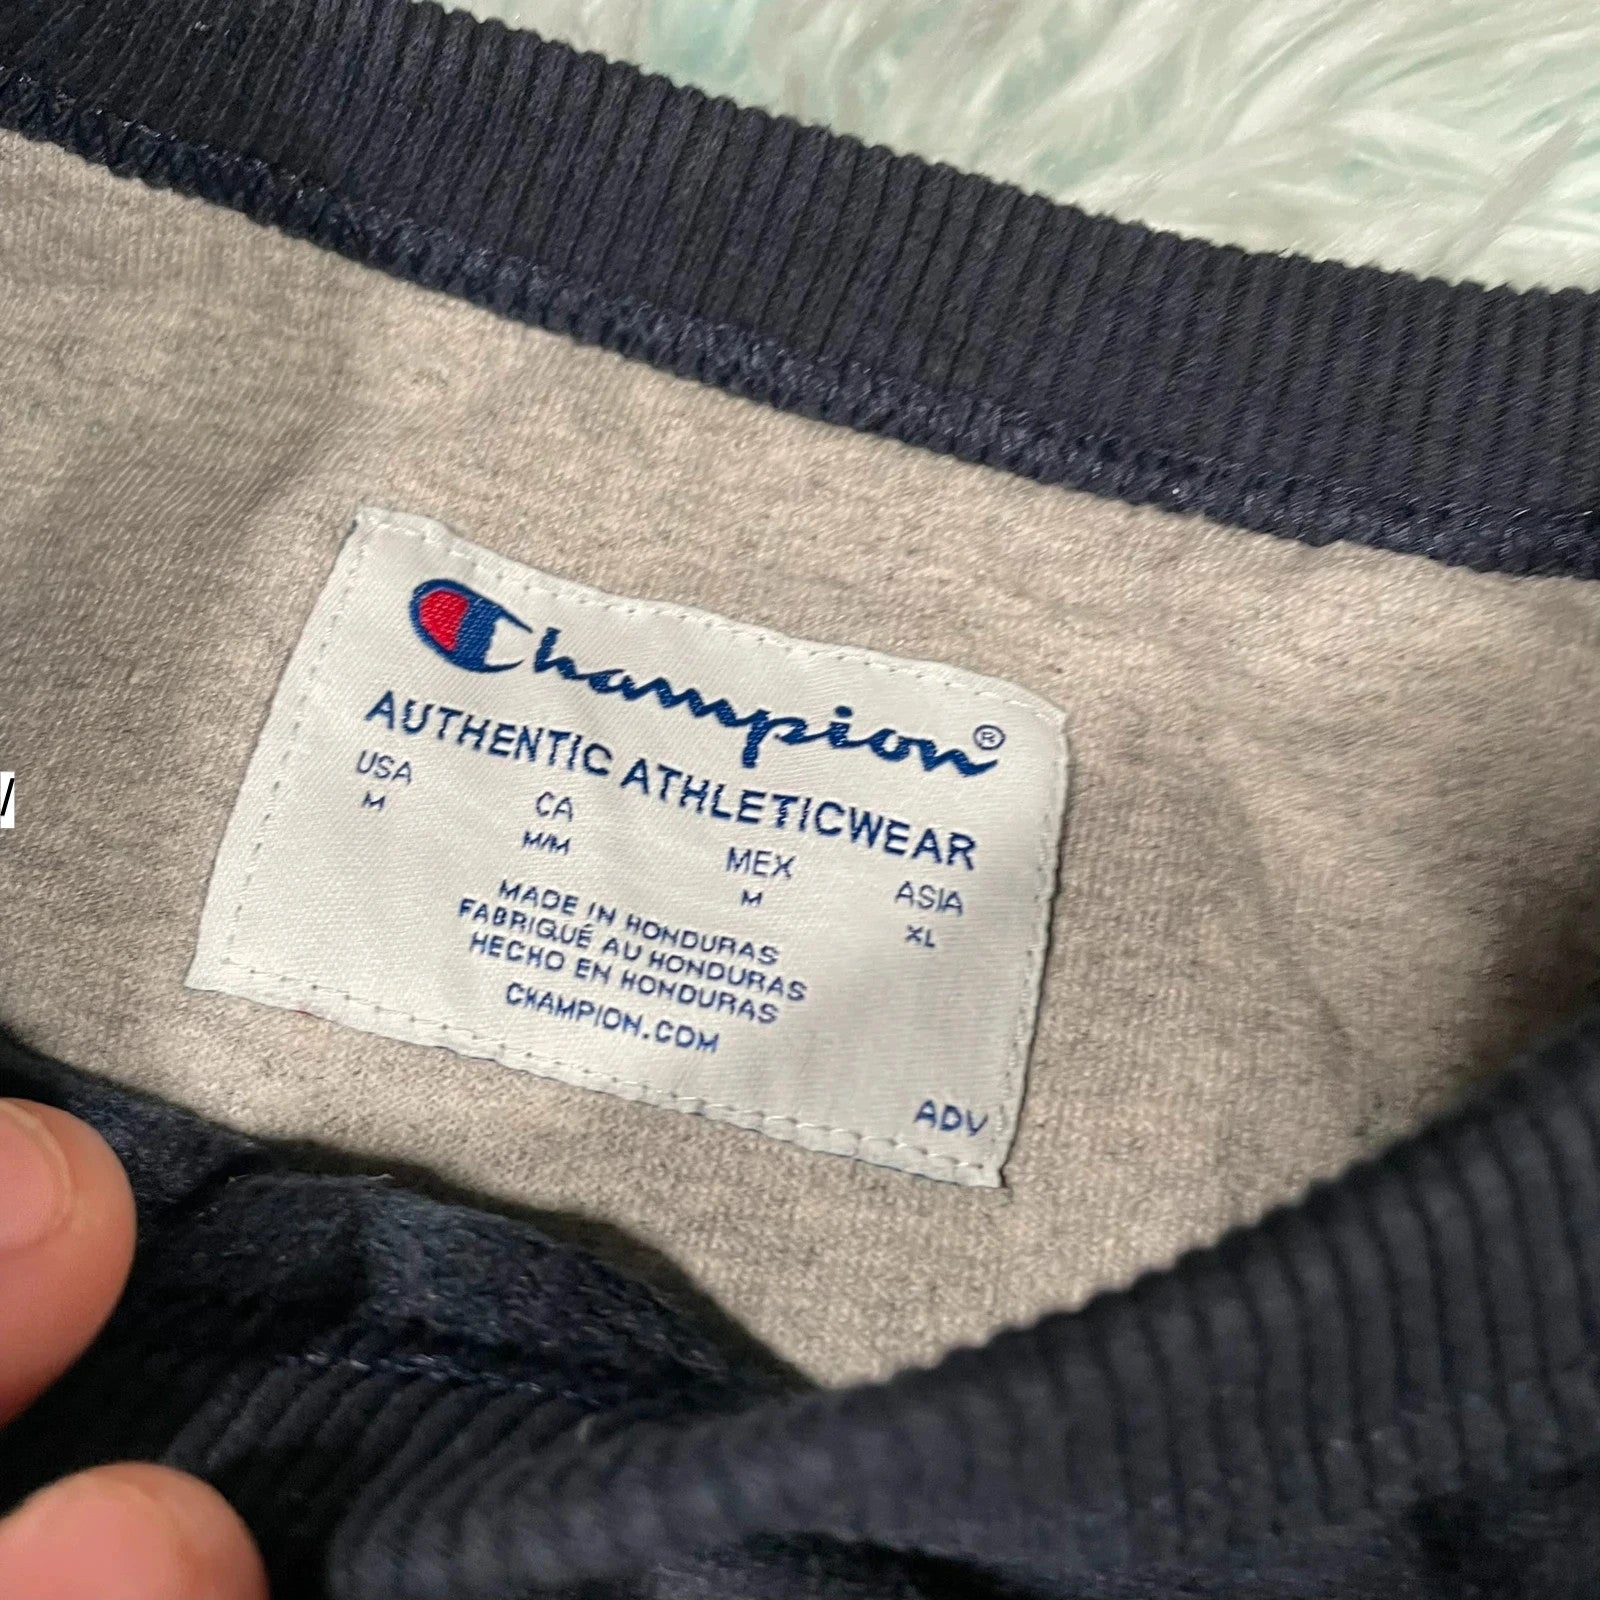 Champion®
AUTHENTIC ATHLETICWEAR
USA CA MEX ASIA
M M/M M XL
MADE IN HONDURAS
FABRIQUÉ AU HONDURAS
HECHO EN HONDURAS
CHAMPION.COM
ADV
/